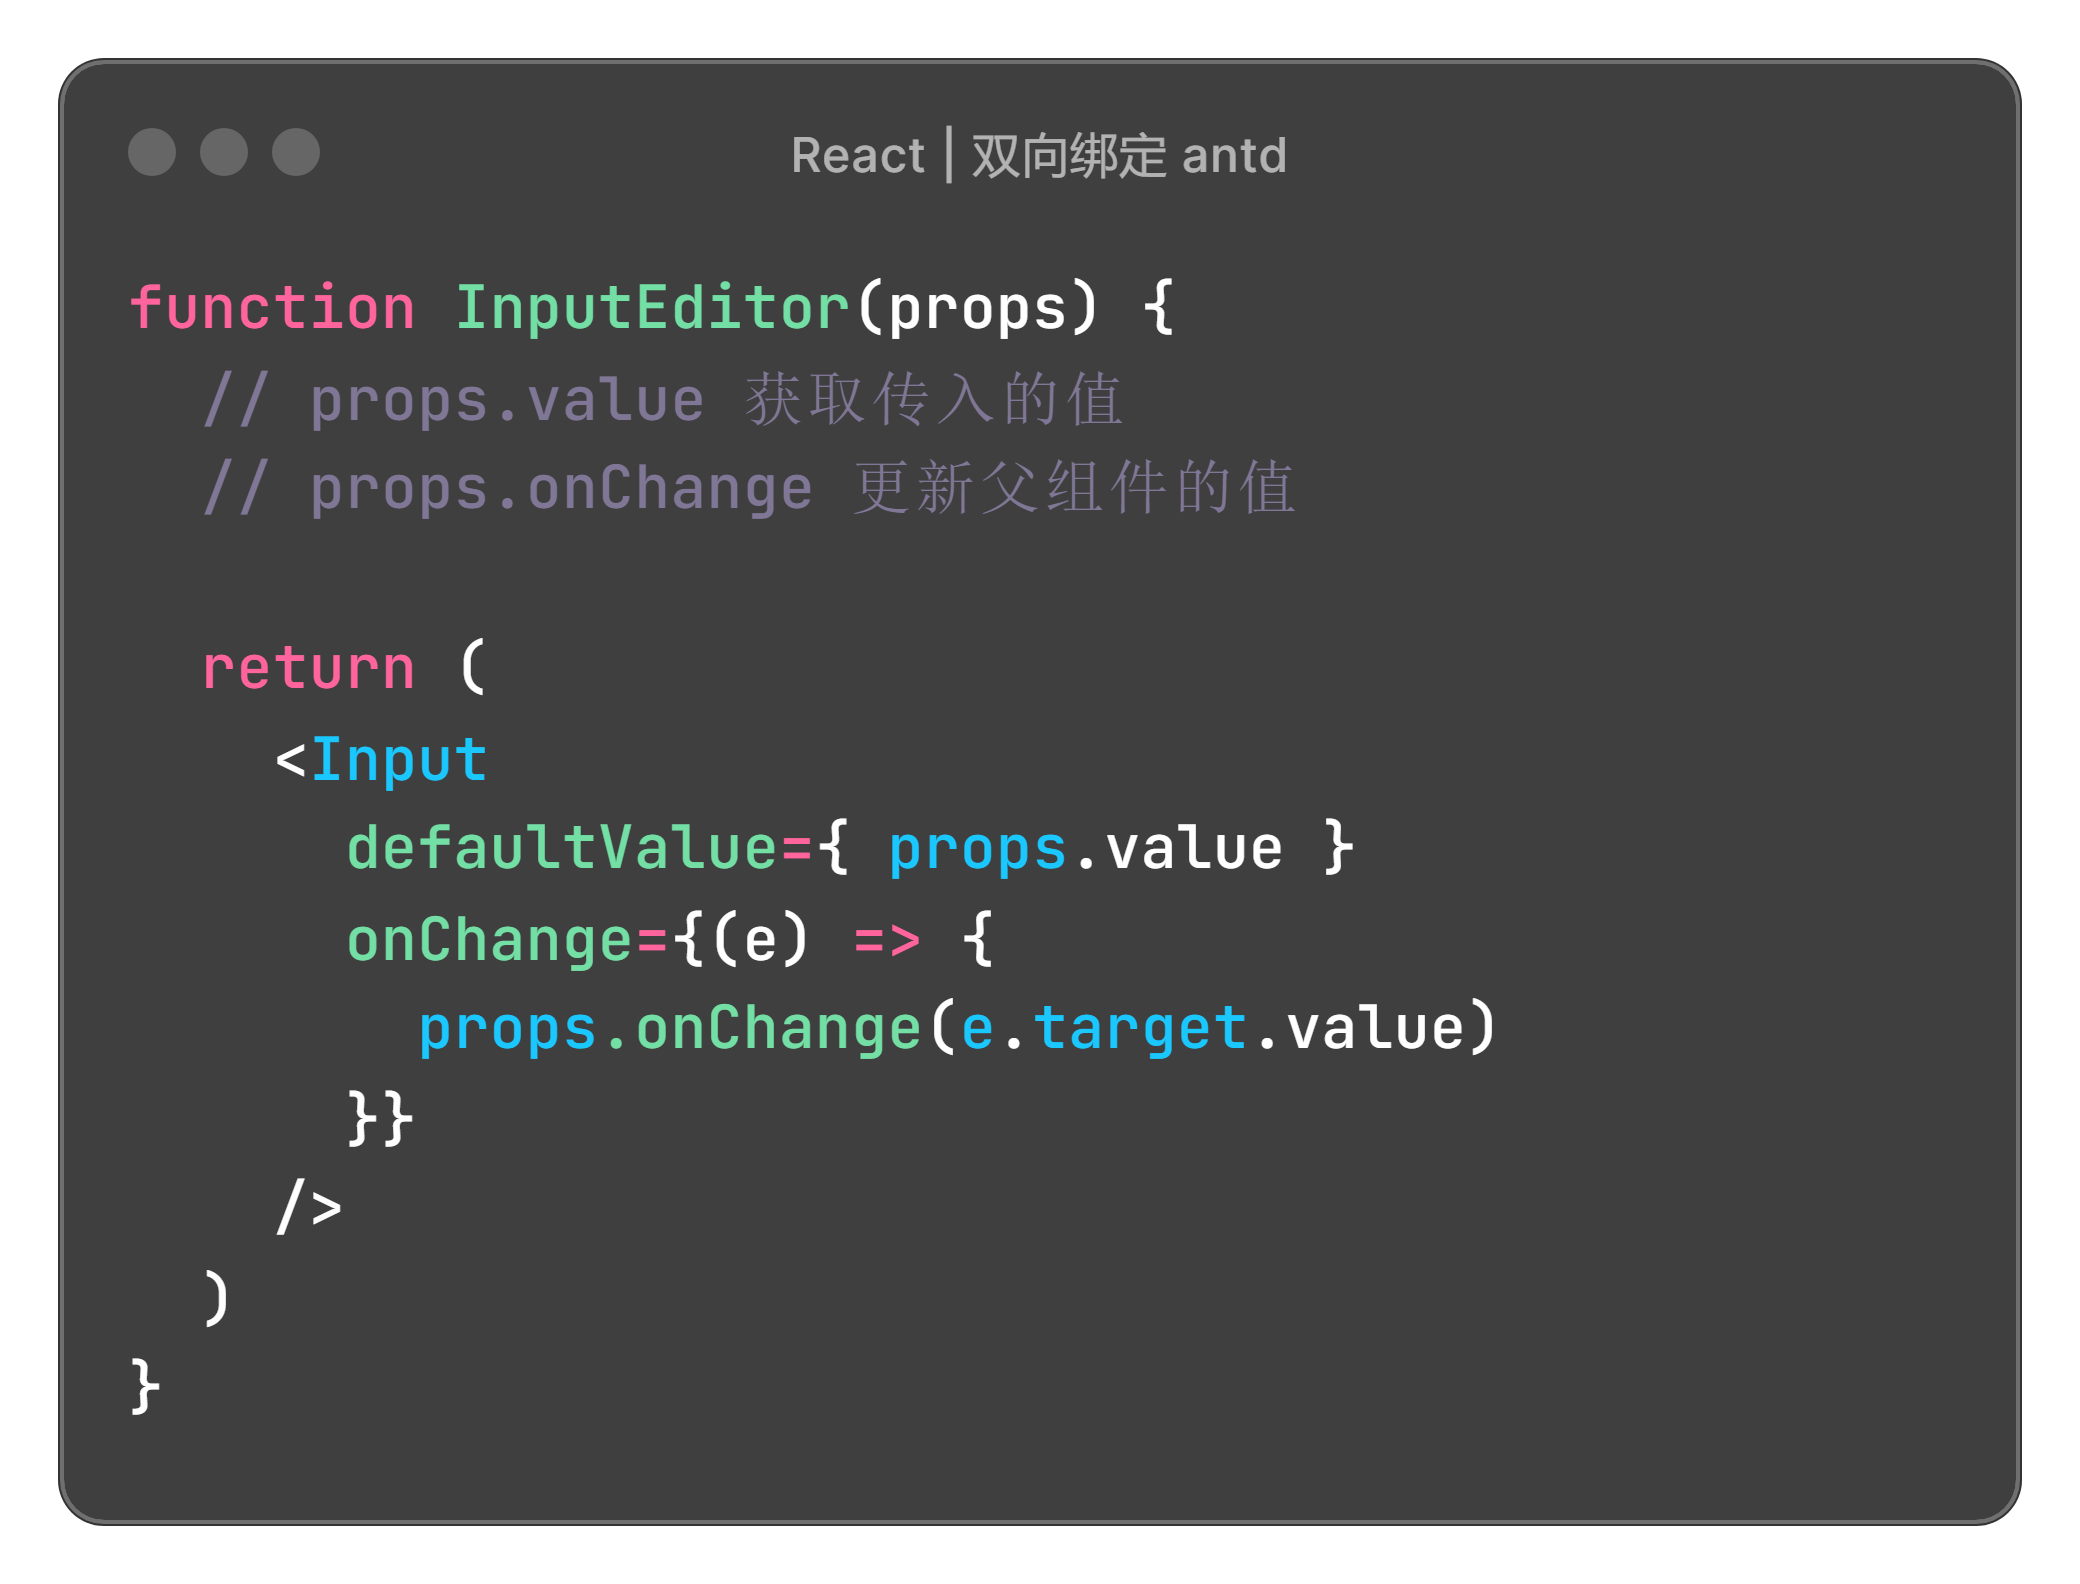 React | 双向绑定 antd
function InputEditor(props) {
  // props.value 获取传入的值
  // props.onChange 更新父组件的值
  return (
    <Input
      defaultValue={ props.value }
      onChange={(e) => {
        props.onChange(e.target.value)
      }}
    />
  )
}